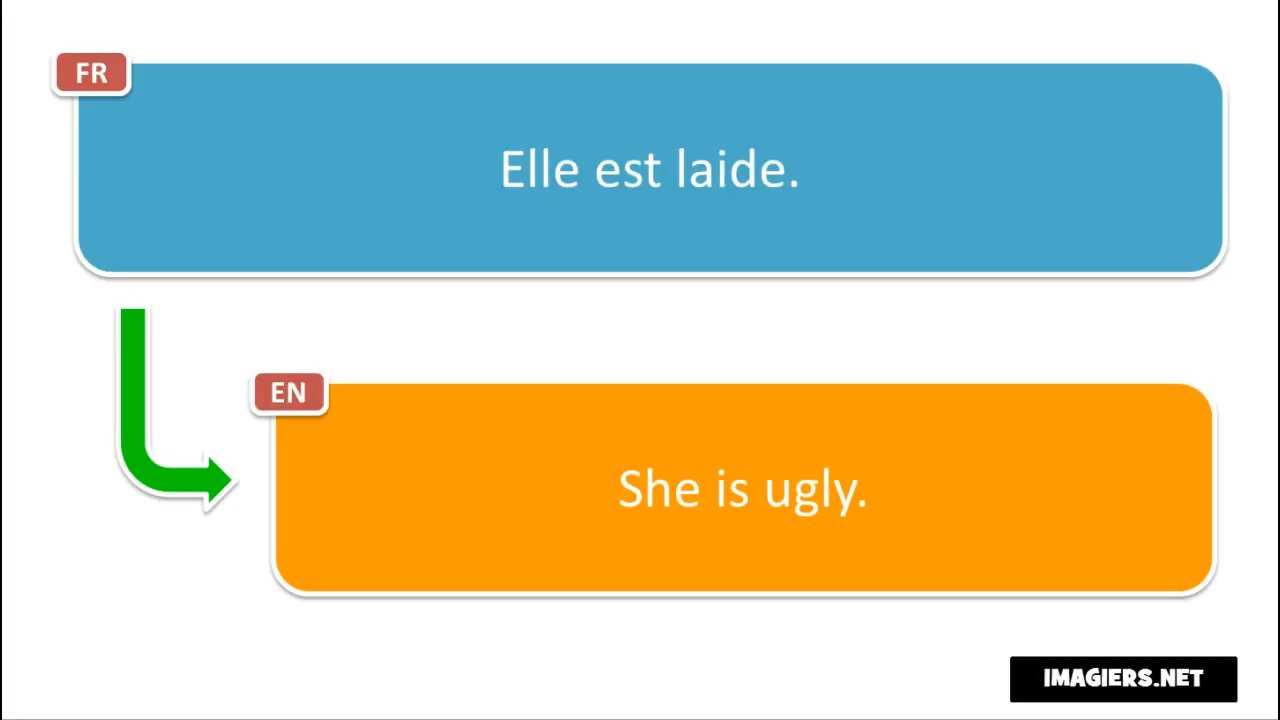 FR
Elle est laide.
EN
She is ugly.
IMAGIERS.NET